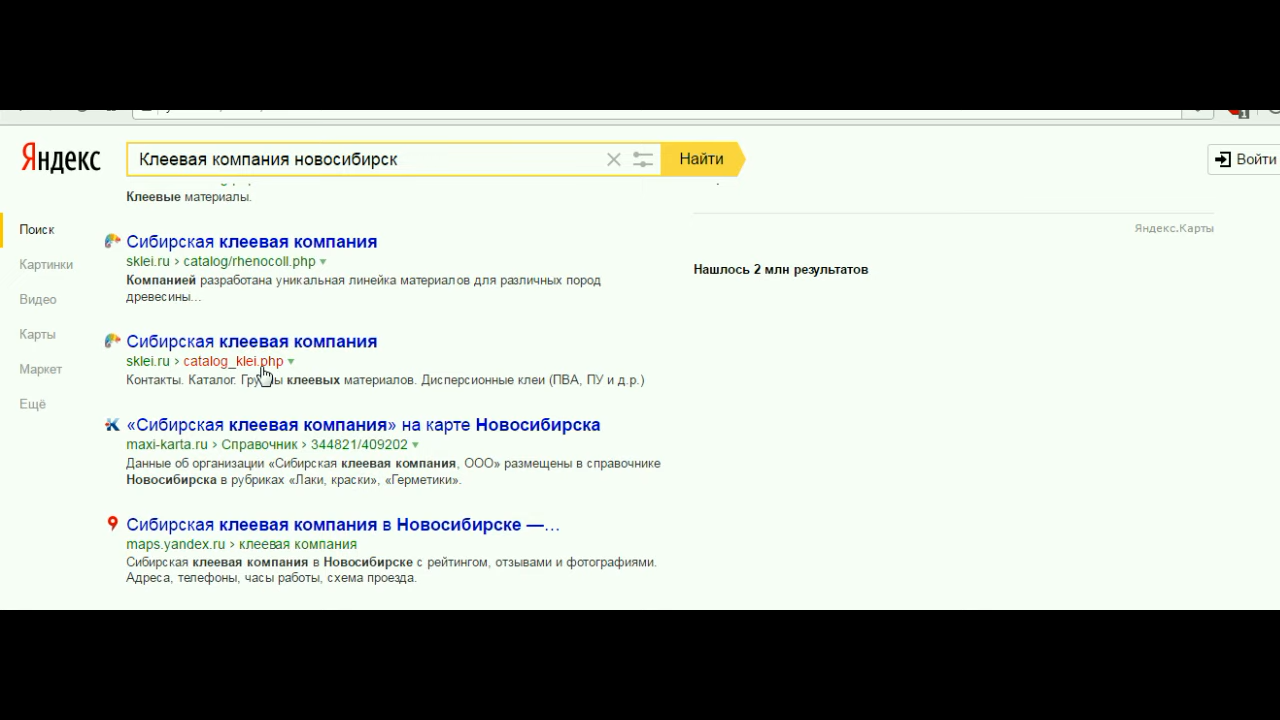 Яндекс
Клеевая компания новосибирск
Найти
Войти
Клеевые материалы.
Поиск
Картинки
Видео
Карты
Маркет
Ещё
Сибирская клеевая компания
sklei.ru › catalog/rhenocoll.php
Компанией разработана уникальная линейка материалов для различных пород
древесины...
Сибирская клеевая компания
sklei.ru › catalog_klei.php
Контакты. Каталог. клеевых материалов. Дисперсионные клеи (ПВА, ПУ и д.р.)
«Сибирская клеевая компания» на карте Новосибирска
maxi-karta.ru › Справочник › 344821/409202
Данные об организации «Сибирская клеевая компания, ООО» размещены в справочнике
Новосибирска в рубриках «Лаки, краски», «Герметики».
Сибирская клеевая компания в Новосибирске —...
maps.yandex.ru › клеевая компания
Сибирская клеевая компания в Новосибирске с рейтингом, отзывами и фотографиями.
Адреса, телефоны, часы работы, схема проезда.
Яндекс.Карты
Нашлось 2 млн результатов